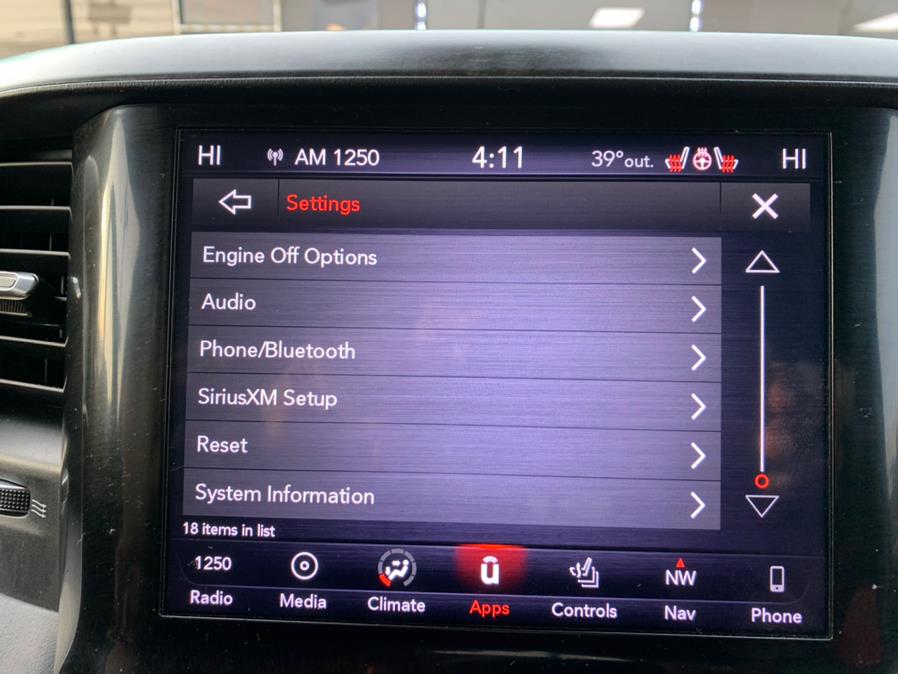 HI AM 1250 4:11 39°out. HI
Settings
Engine Off Options
Audio
Phone/Bluetooth
SiriusXM Setup
Reset
System Information
18 items in list
1250 NW
Radio Media Climate Apps Controls Nav Phone